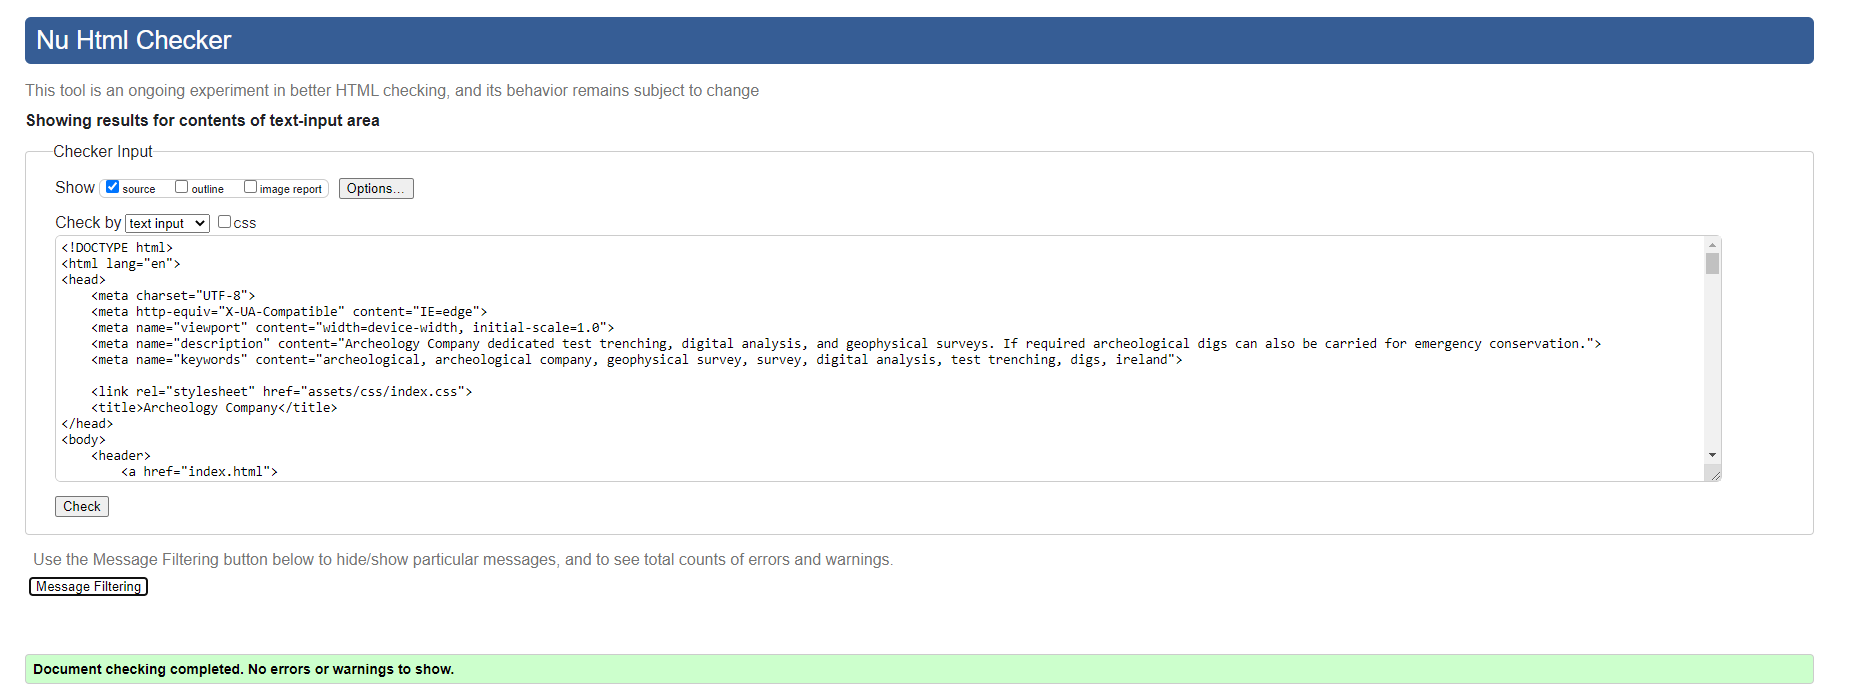 Nu Html Checker
This tool is an ongoing experiment in better HTML checking, and its behavior remains subject to change
Showing results for contents of text-input area
Checker Input
Show source outline image report Options...
Check by text input css
<!DOCTYPE html>
<html lang="en">
<head>
    <meta charset="UTF-8">
    <meta http-equiv="X-UA-Compatible" content="IE=edge">
    <meta name="viewport" content="width=device-width, initial-scale=1.0">
    <meta name="description" content="Archeology Company dedicated test trenching, digital analysis, and geophysical surveys. If required archeological digs can also be carried for emergency conservation.">
    <meta name="keywords" content="archeological, archeological company, geophysical survey, survey, digital analysis, test trenching, digs, ireland">
    <link rel="stylesheet" href="assets/css/index.css">
    <title>Archeology Company</title>
</head>
<body>
    <header>
        <a href="index.html">
Check
Use the Message Filtering button below to hide/show particular messages, and to see total counts of errors and warnings.
Message Filtering
Document checking completed. No errors or warnings to show.